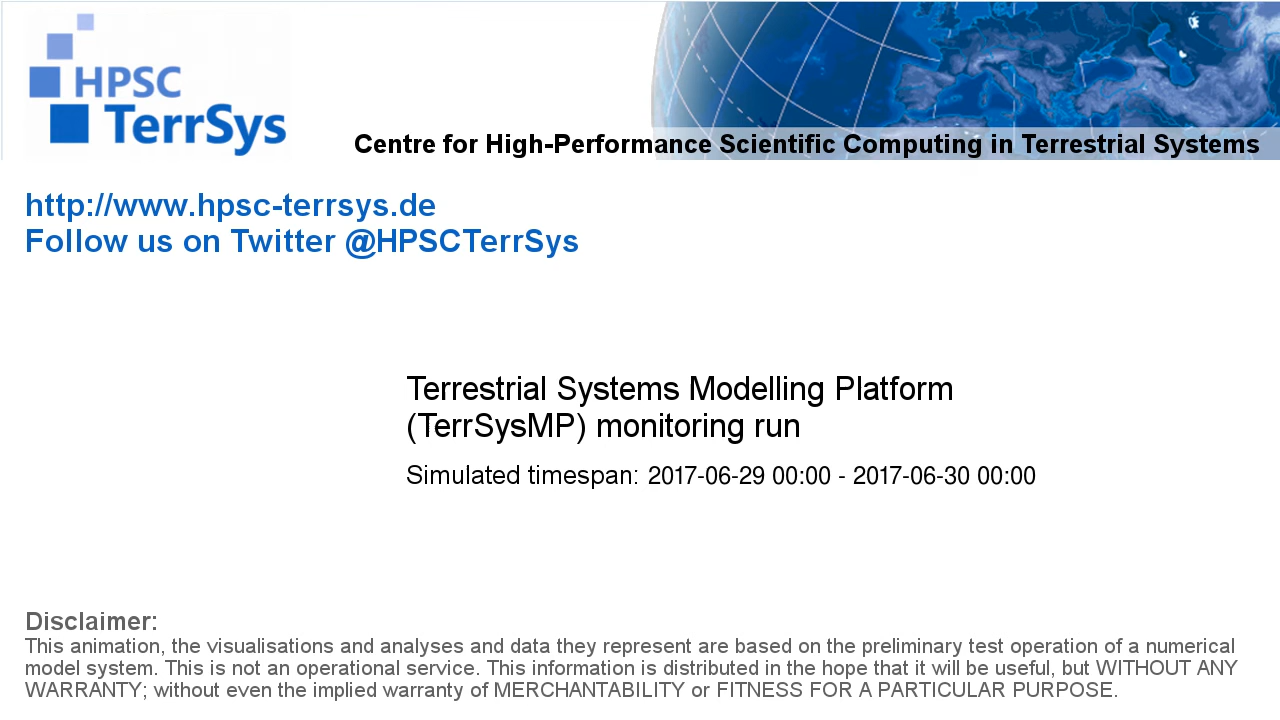 HPSC
TerrSys
Centre for High-Performance Scientific Computing in Terrestrial Systems
http://www.hpsc-terrsys.de
Follow us on Twitter @HPSCTerrSys
Terrestrial Systems Modelling Platform
(TerrSysMP) monitoring run
Simulated timespan: 2017-06-29 00:00 - 2017-06-30 00:00
Disclaimer:
This animation, the visualisations and analyses and data they represent are based on the preliminary test operation of a numerical
model system. This is not an operational service. This information is distributed in the hope that it will be useful, but WITHOUT ANY
WARRANTY; without even the implied warranty of MERCHANTABILITY or FITNESS FOR A PARTICULAR PURPOSE.